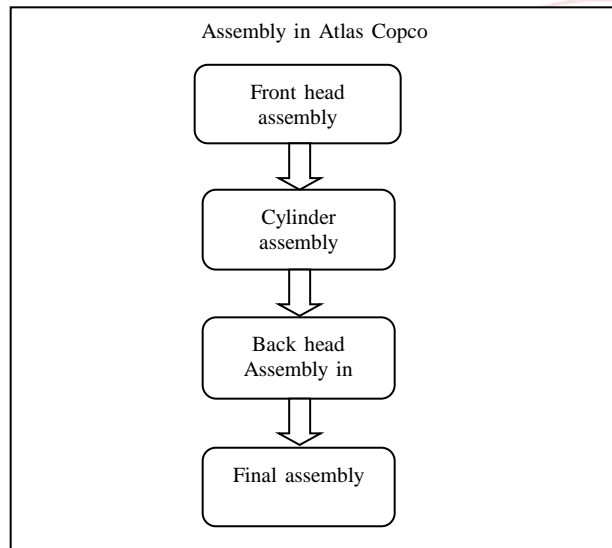 Assembly in Atlas Copco
Front head
assembly
Cylinder
assembly
Back head
Assembly in
Final assembly